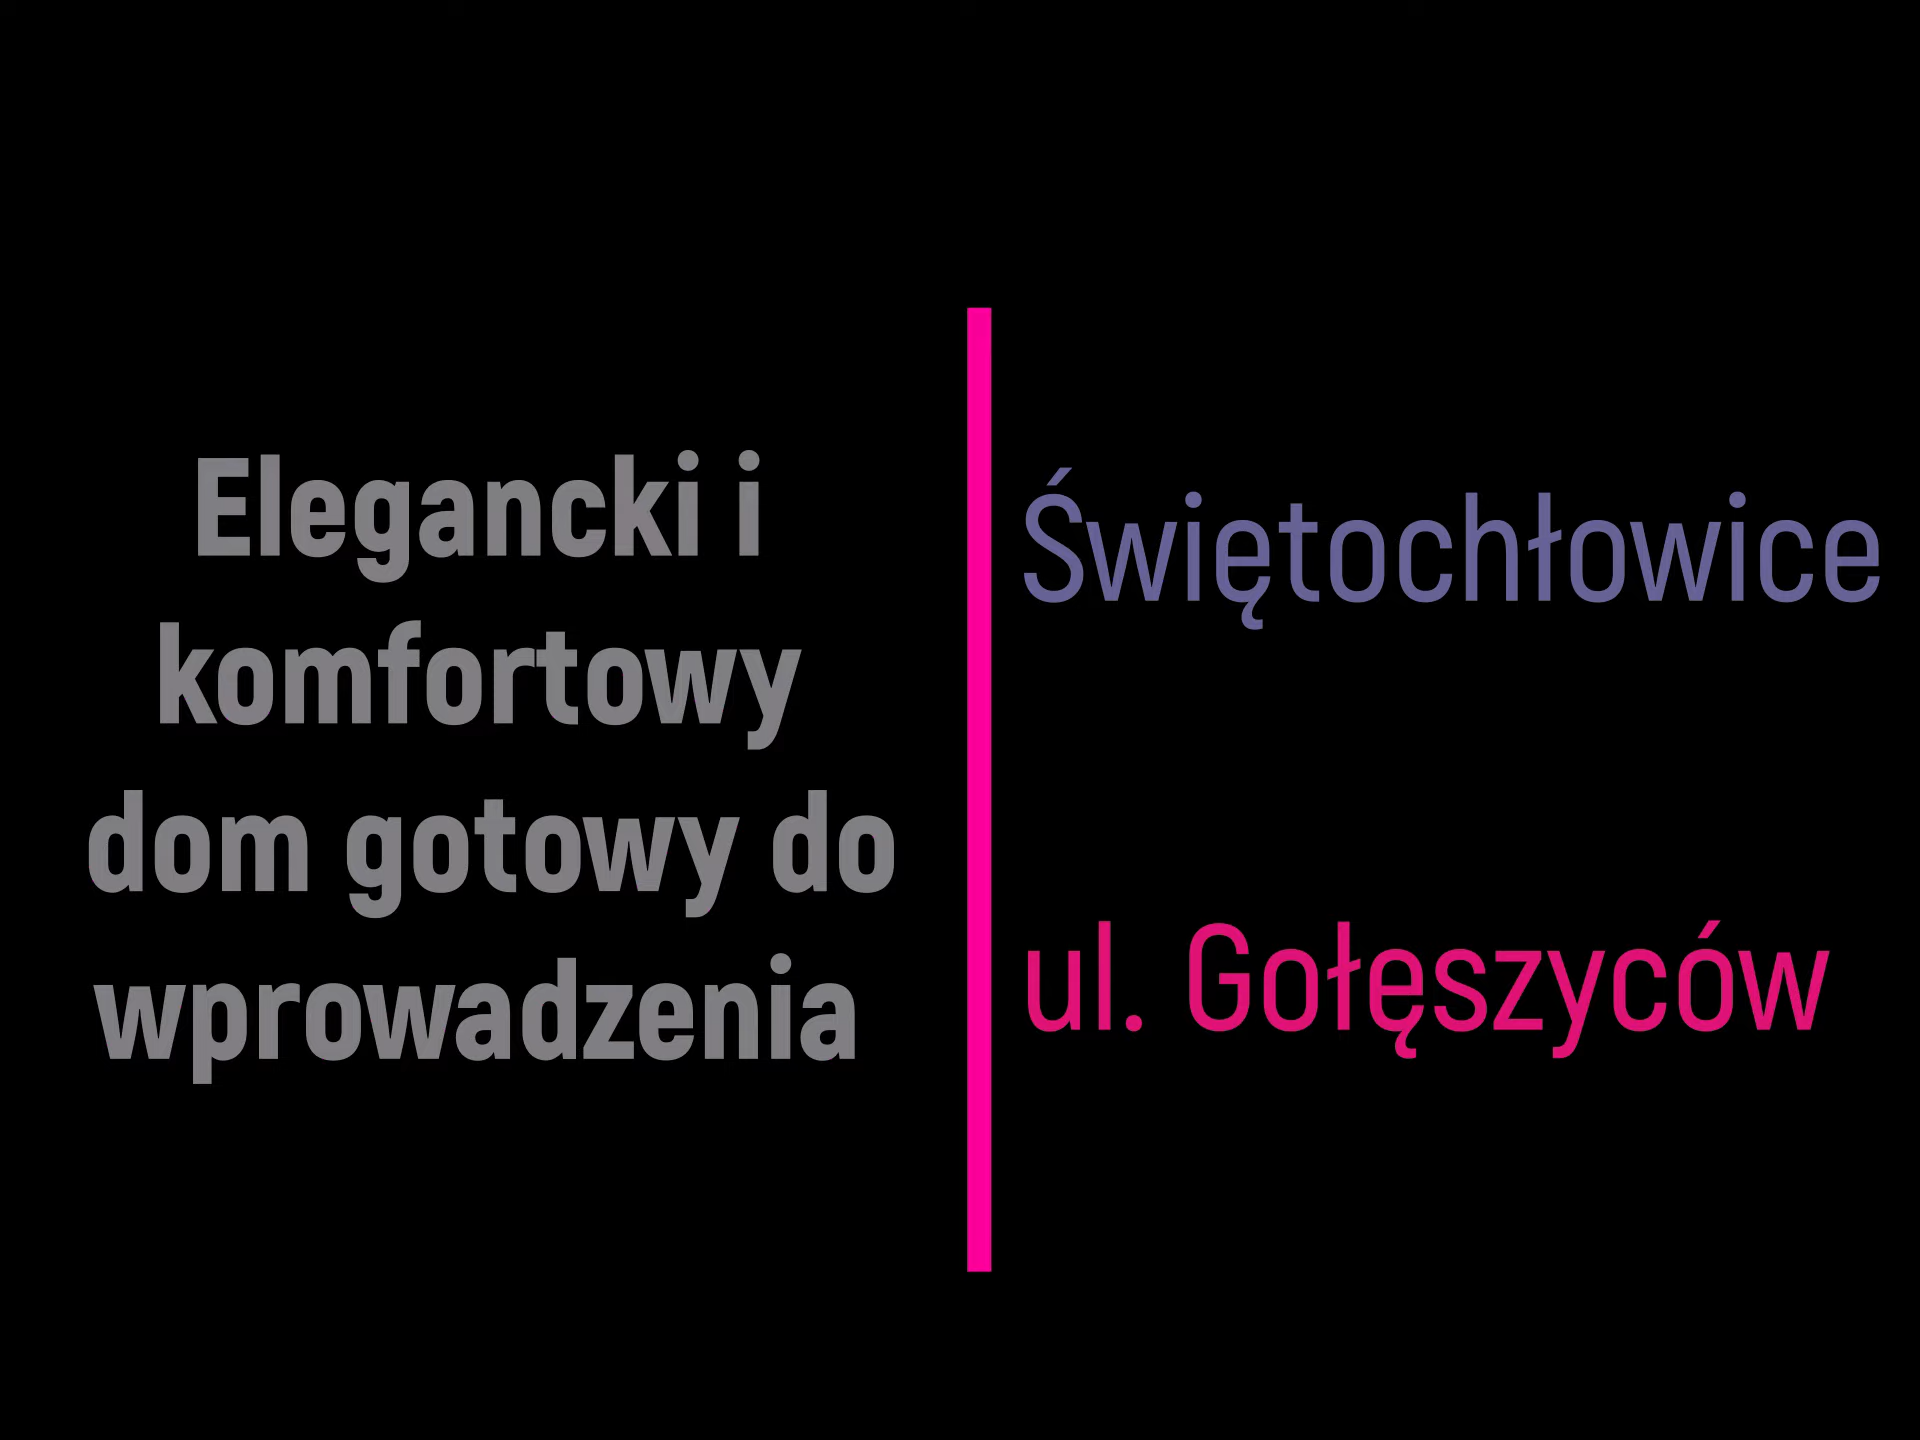 Elegancki i
komfortowy
dom gotowy do
wprowadzenia
Świętochłowice
ul. Gołęszyców